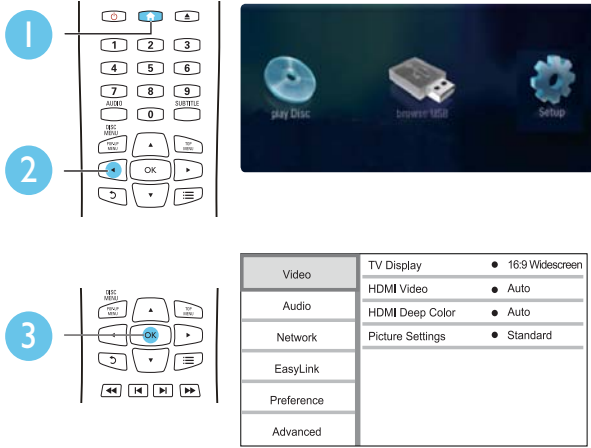 1
1 2 3
4 5 6
7 8 9
AUDIO 0 SUBTITLE
DISC MENU
POP-UP MENU
TOP MENU
OK
2
play Disc
browse USB
Setup
3
DISC MENU
POP-UP MENU
TOP MENU
OK
Video
Audio
Network
EasyLink
Preference
Advanced
TV Display ● 16:9 Widescreen
HDMI Video ● Auto
HDMI Deep Color ● Auto
Picture Settings ● Standard